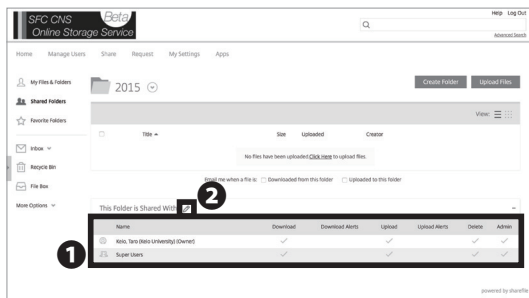 Help Log Out
SFC CNS Beta
Online Storage Service
Advanced Search
Home Manage Users Share Request My Settings Apps
My Files & Folders
2015
Create Folder Upload Files
Shared Folders
Favorite Folders
View:
Title Size Uploaded Creator
Inbox
No files have been uploaded Click Here to upload files.
Recycle Bin
Email me when a file is: Downloaded from this folder Uploaded to this folder
File Box
More Options
This Folder is Shared With
2
Name Download Download Alerts Upload Upload Alerts Delete Admin
1
Keio, Taro (Keio University) (Owner)
Super Users
powered by sharefile